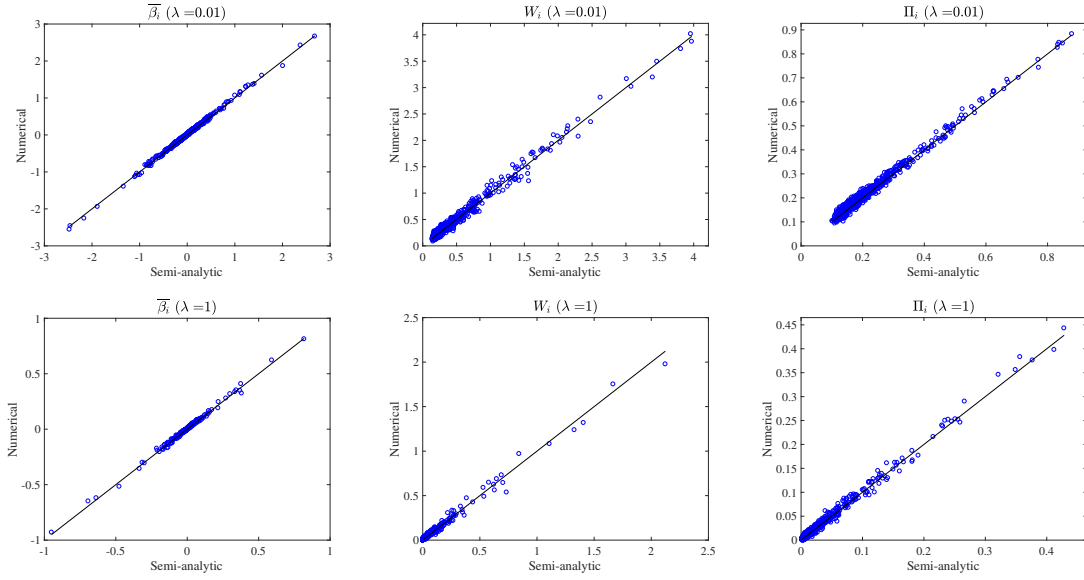 $\overline{\beta_i}$ (λ =0.01)
3
2
1
0
-1
-2
-3
-3 -2 -1 0 1 2 3
Numerical
Semi-analytic
$W_i$ (λ =0.01)
4
3.5
3
2.5
2
1.5
1
0.5
0
0 0.5 1 1.5 2 2.5 3 3.5 4
Numerical
Semi-analytic
$\Pi_i$ (λ =0.01)
0.9
0.8
0.7
0.6
0.5
0.4
0.3
0.2
0.1
0
0 0.2 0.4 0.6 0.8
Numerical
Semi-analytic
$\overline{\beta_i}$ (λ =1)
1
0.5
0
-0.5
-1
-1 -0.5 0 0.5 1
Numerical
Semi-analytic
$W_i$ (λ =1)
2.5
2
1.5
1
0.5
0
0 0.5 1 1.5 2 2.5
Numerical
Semi-analytic
$\Pi_i$ (λ =1)
0.45
0.4
0.35
0.3
0.25
0.2
0.15
0.1
0.05
0
0 0.1 0.2 0.3 0.4
Numerical
Semi-analytic